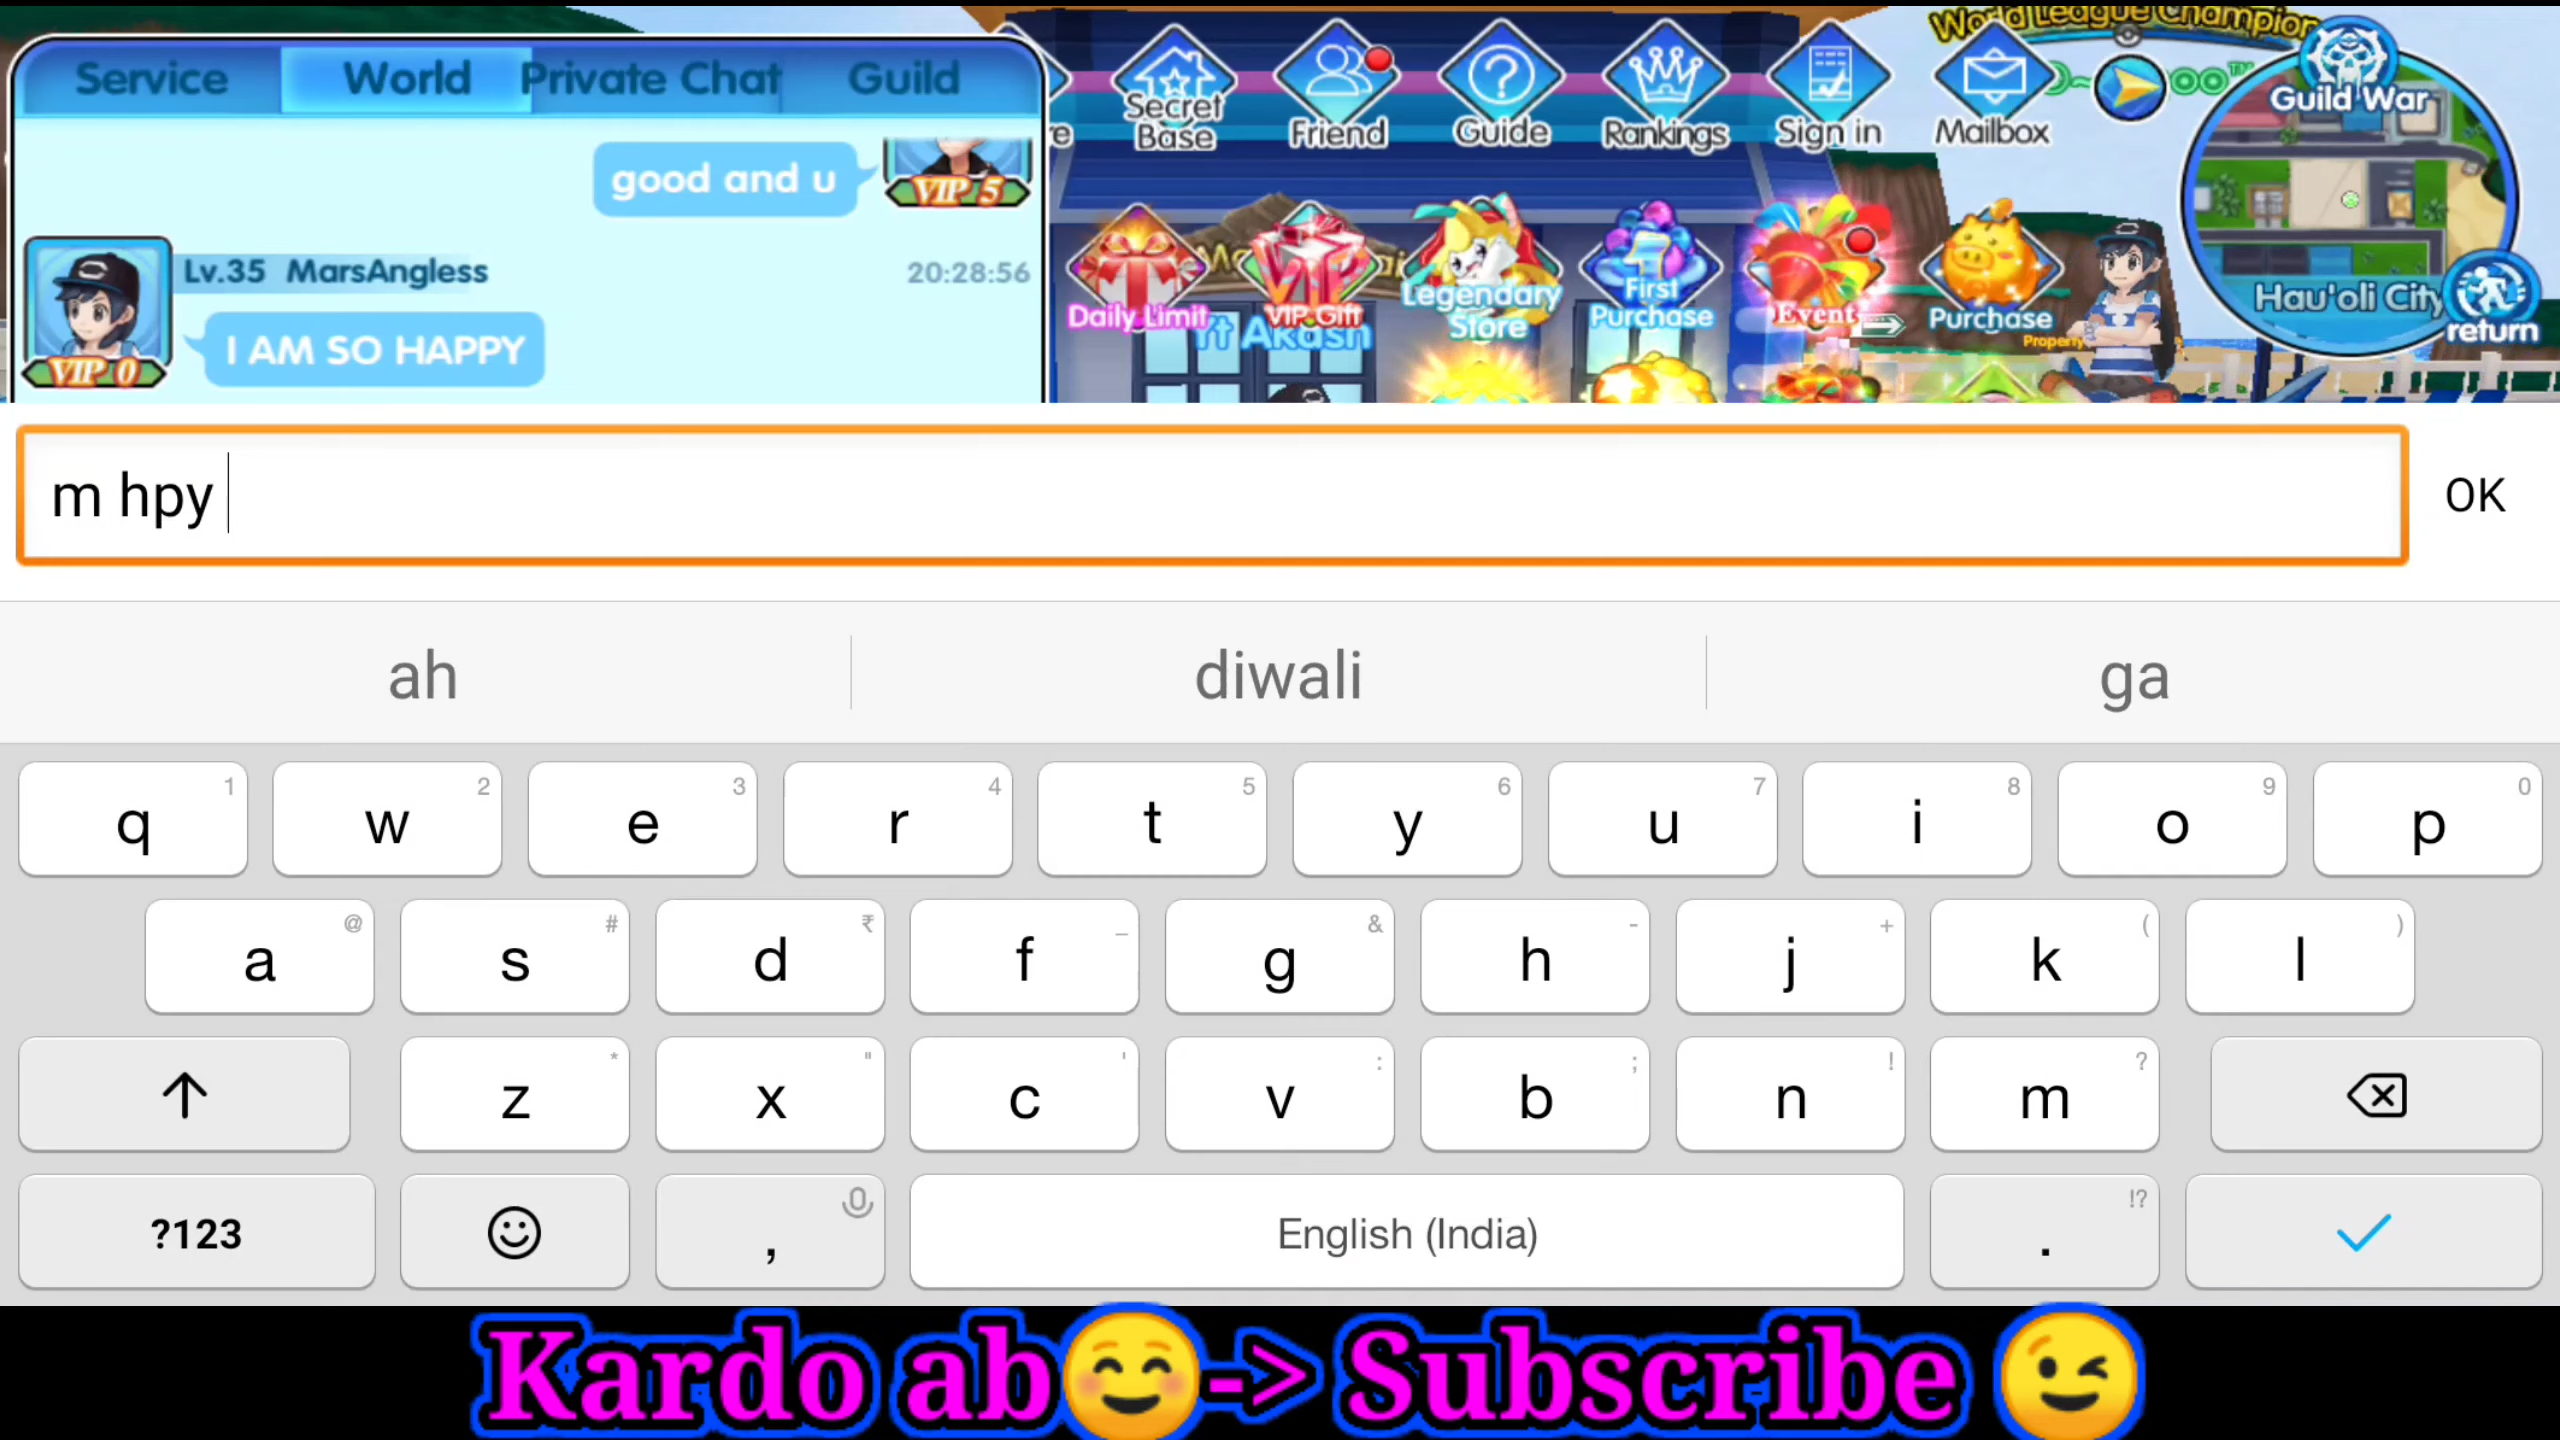 Service World Private Chat Guild
good and u
VIP 5
Lv.35 MarsAngless 20:28:56
I AM SO HAPPY
VIP 0
Secret Base
Friend
Guide
Rankings
Sign in
Mailbox
World League Champion
Guild War
Hau'oli City
return
Daily Limit
VIP Gift
Legendary Store
1
First Purchase
Event
Purchase
Property
Akash
m hpy
OK
ah diwali ga
q 1 w 2 e 3 r 4 t 5 y 6 u 7 i 8 o 9 p 0
a @ s # d ₹ f _ g & h - j + k ( l )
z * x " c ' v : b ; n ! m ?
?123 , English (India) . !?
Kardo ab☺️-> Subscribe 😉